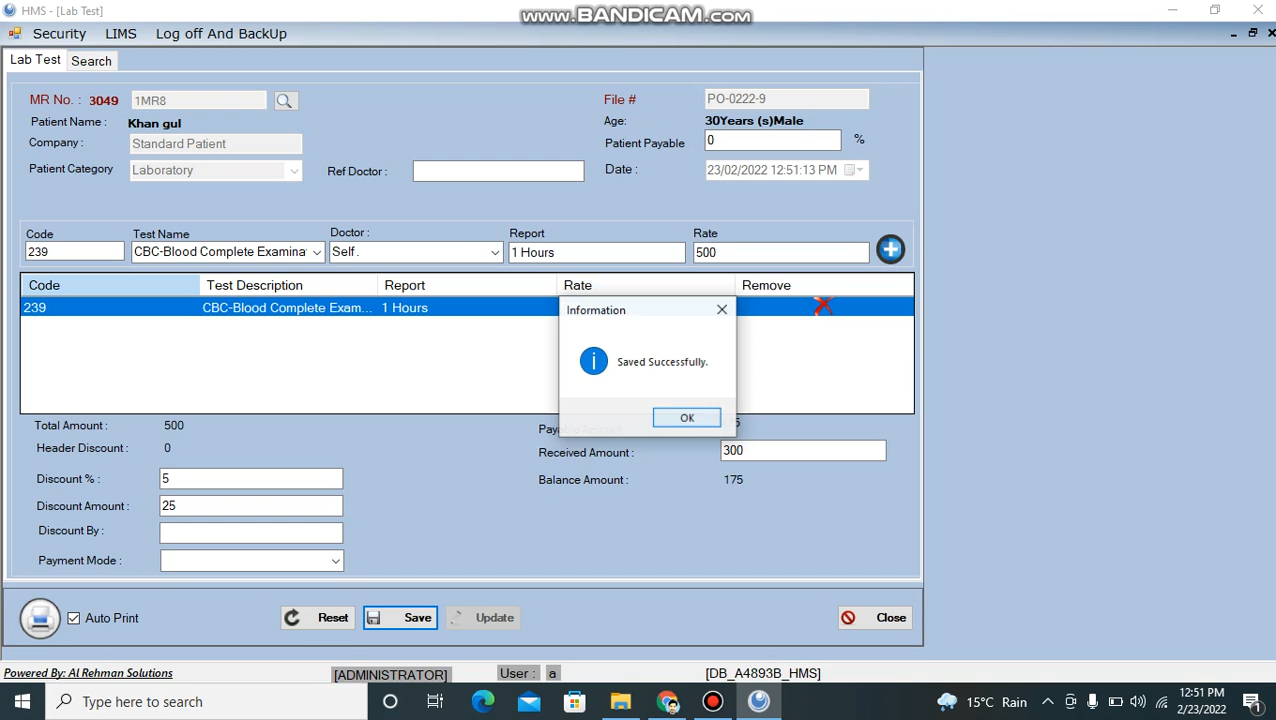 HMS - [Lab Test]
www.BANDICAM.com
Security LIMS Log off And BackUp
Lab Test Search
MR No. : 3049 1MR8 File # PO-0222-9
Patient Name : Khan gul Age: 30Years (s)Male
Company : Standard Patient Patient Payable 0 %
Patient Category Laboratory Ref Doctor : Date : 23/02/2022 12:51:13 PM
Code Test Name Doctor : Report Rate
239 CBC-Blood Complete Examina Self . 1 Hours 500
Code Test Description Report Rate Remove
239 CBC-Blood Complete Exam... 1 Hours
Information
Saved Successfully.
OK
Total Amount : 500
Header Discount : 0 Received Amount : 300
Discount % : 5 Balance Amount : 175
Discount Amount : 25
Discount By :
Payment Mode :
Auto Print Reset Save Update Close
Powered By: Al Rehman Solutions [ADMINISTRATOR] User : a [DB_A4893B_HMS]
Type here to search 15°C Rain 12:51 PM
2/23/2022 1